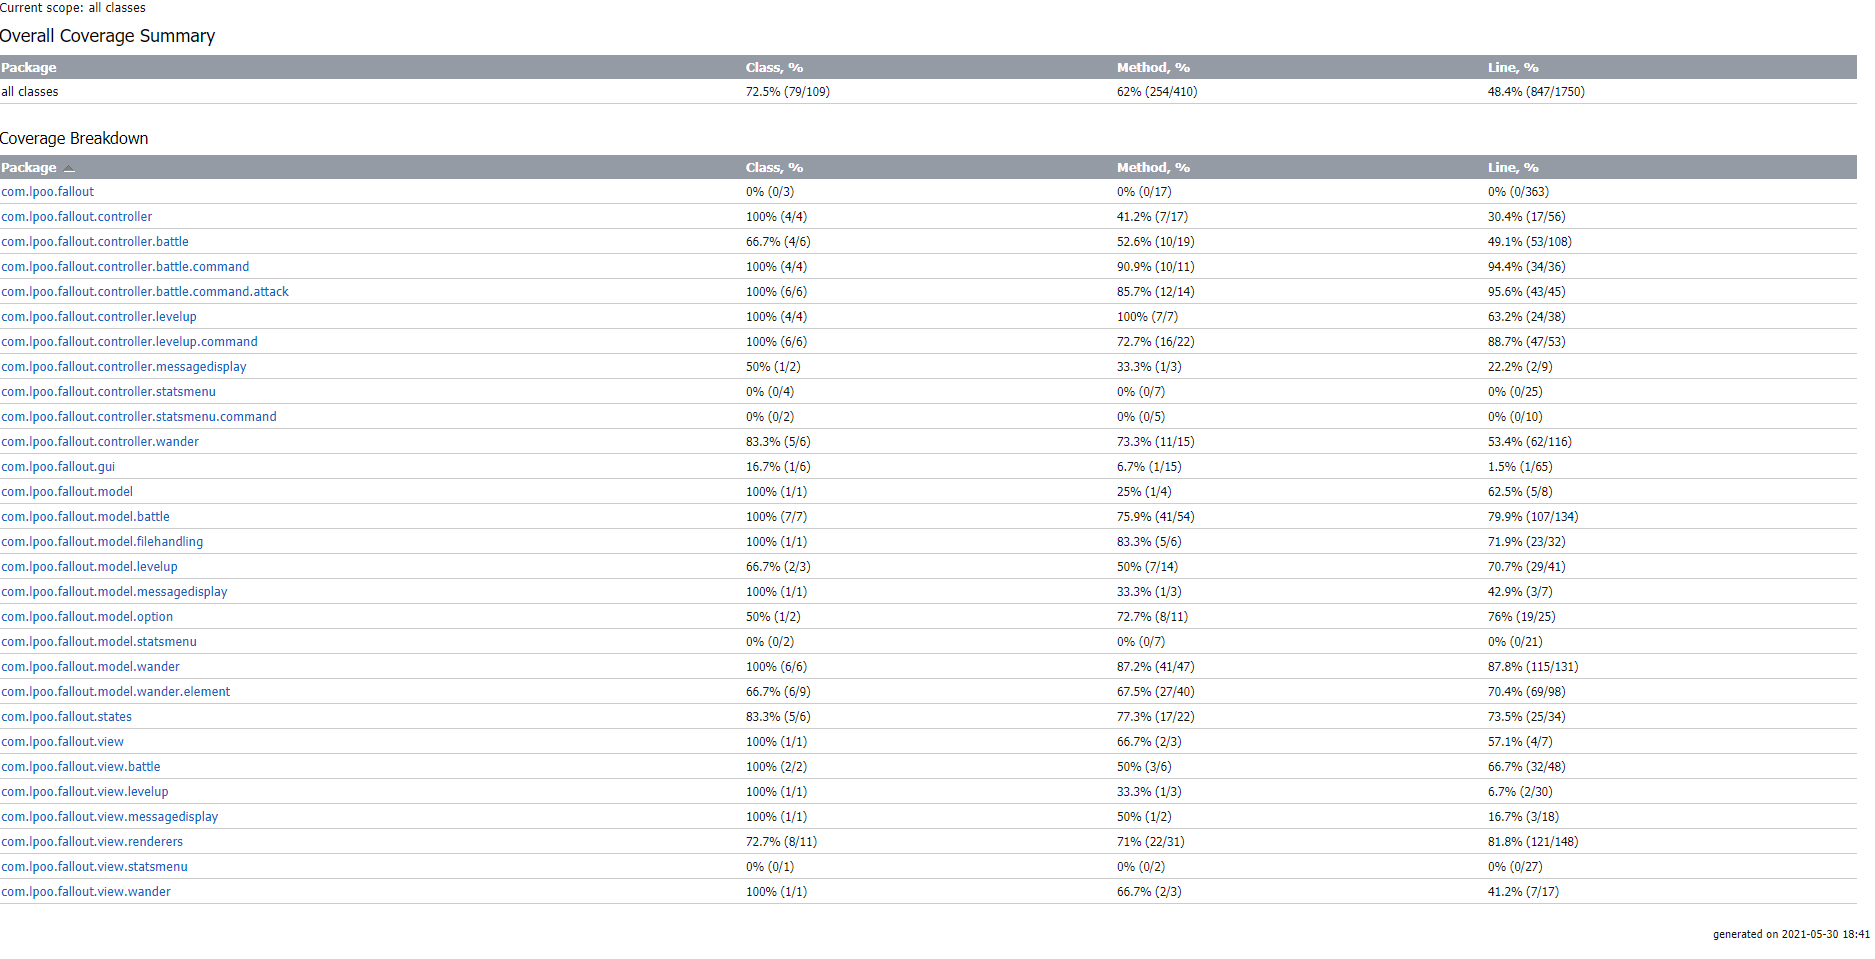 Current scope: all classes
Overall Coverage Summary
Package Class, % Method, % Line, %
all classes 72.5% (79/109) 62% (254/410) 48.4% (847/1750)
Coverage Breakdown
Package Class, % Method, % Line, %
com.lpoo.fallout 0% (0/3) 0% (0/17) 0% (0/363)
com.lpoo.fallout.controller 100% (4/4) 41.2% (7/17) 30.4% (17/56)
com.lpoo.fallout.controller.battle 66.7% (4/6) 52.6% (10/19) 49.1% (53/108)
com.lpoo.fallout.controller.battle.command 100% (4/4) 90.9% (10/11) 94.4% (34/36)
com.lpoo.fallout.controller.battle.command.attack 100% (6/6) 85.7% (12/14) 95.6% (43/45)
com.lpoo.fallout.controller.levelup 100% (4/4) 100% (7/7) 63.2% (24/38)
com.lpoo.fallout.controller.levelup.command 100% (6/6) 72.7% (16/22) 88.7% (47/53)
com.lpoo.fallout.controller.messagedisplay 50% (1/2) 33.3% (1/3) 22.2% (2/9)
com.lpoo.fallout.controller.statsmenu 0% (0/4) 0% (0/7) 0% (0/25)
com.lpoo.fallout.controller.statsmenu.command 0% (0/2) 0% (0/5) 0% (0/10)
com.lpoo.fallout.controller.wander 83.3% (5/6) 73.3% (11/15) 53.4% (62/116)
com.lpoo.fallout.gui 16.7% (1/6) 6.7% (1/15) 1.5% (1/65)
com.lpoo.fallout.model 100% (1/1) 25% (1/4) 62.5% (5/8)
com.lpoo.fallout.model.battle 100% (7/7) 75.9% (41/54) 79.9% (107/134)
com.lpoo.fallout.model.filehandling 100% (1/1) 83.3% (5/6) 71.9% (23/32)
com.lpoo.fallout.model.levelup 66.7% (2/3) 50% (7/14) 70.7% (29/41)
com.lpoo.fallout.model.messagedisplay 100% (1/1) 33.3% (1/3) 42.9% (3/7)
com.lpoo.fallout.model.option 50% (1/2) 72.7% (8/11) 76% (19/25)
com.lpoo.fallout.model.statsmenu 0% (0/2) 0% (0/7) 0% (0/21)
com.lpoo.fallout.model.wander 100% (6/6) 87.2% (41/47) 87.8% (115/131)
com.lpoo.fallout.model.wander.element 66.7% (6/9) 67.5% (27/40) 70.4% (69/98)
com.lpoo.fallout.states 83.3% (5/6) 77.3% (17/22) 73.5% (25/34)
com.lpoo.fallout.view 100% (1/1) 66.7% (2/3) 57.1% (4/7)
com.lpoo.fallout.view.battle 100% (2/2) 50% (3/6) 66.7% (32/48)
com.lpoo.fallout.view.levelup 100% (1/1) 33.3% (1/3) 6.7% (2/30)
com.lpoo.fallout.view.messagedisplay 100% (1/1) 50% (1/2) 16.7% (3/18)
com.lpoo.fallout.view.renderers 72.7% (8/11) 71% (22/31) 81.8% (121/148)
com.lpoo.fallout.view.statsmenu 0% (0/1) 0% (0/2) 0% (0/27)
com.lpoo.fallout.view.wander 100% (1/1) 66.7% (2/3) 41.2% (7/17)
generated on 2021-05-30 18:41